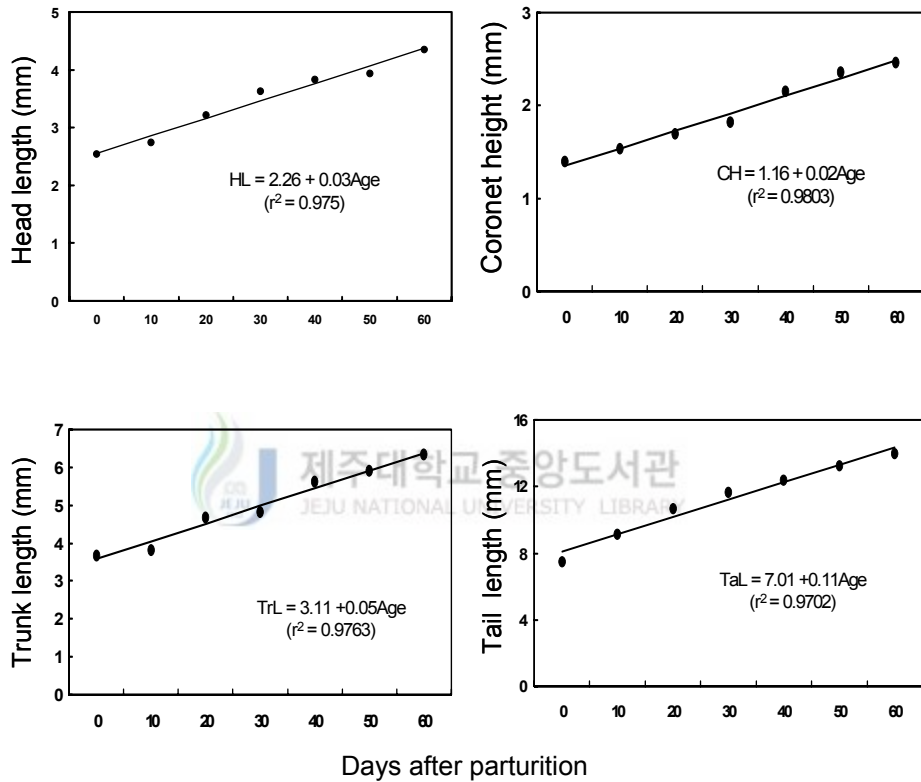 5
4
3
2
1
0
Head length (mm)
HL = 2.26 + 0.03Age
(r² = 0.975)
0 10 20 30 40 50 60
3
2
1
0
Coronet height (mm)
CH = 1.16 + 0.02Age
(r² = 0.9803)
0 10 20 30 40 50 60
7
6
5
4
3
2
1
0
Trunk length (mm)
TrL = 3.11 +0.05Age
(r² = 0.9763)
0 10 20 30 40 50 60
16
12
8
4
0
Tail length (mm)
TaL = 7.01 +0.11Age
(r² = 0.9702)
0 10 20 30 40 50 60
JEJU
제주대학교 중앙도서관
JEJU NATIONAL UNIVERSITY LIBRARY
Days after parturition